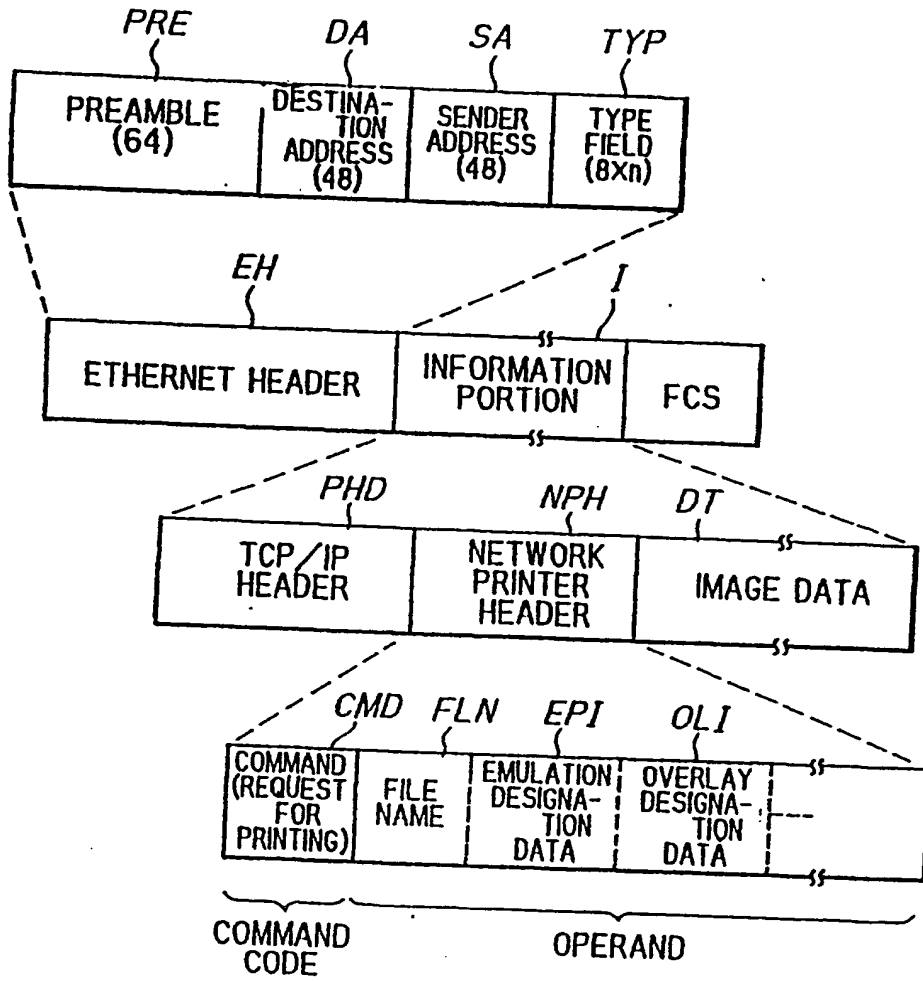 PRE DA SA TYP
PREAMBLE
(64)
DESTINA-
TION
ADDRESS
(48)
SENDER
ADDRESS
(48)
TYPE
FIELD
(8×n)
EH I
ETHERNET HEADER
INFORMATION
PORTION
FCS
PHD NPH DT
TCP/IP
HEADER
NETWORK
PRINTER
HEADER
IMAGE DATA
CMD FLN EPI OLI
COMMAND
(REQUEST
FOR
PRINTING)
FILE
NAME
EMULATION
DESIGNA-
TION
DATA
OVERLAY
DESIGNA-
TION
DATA
COMMAND
CODE
OPERAND